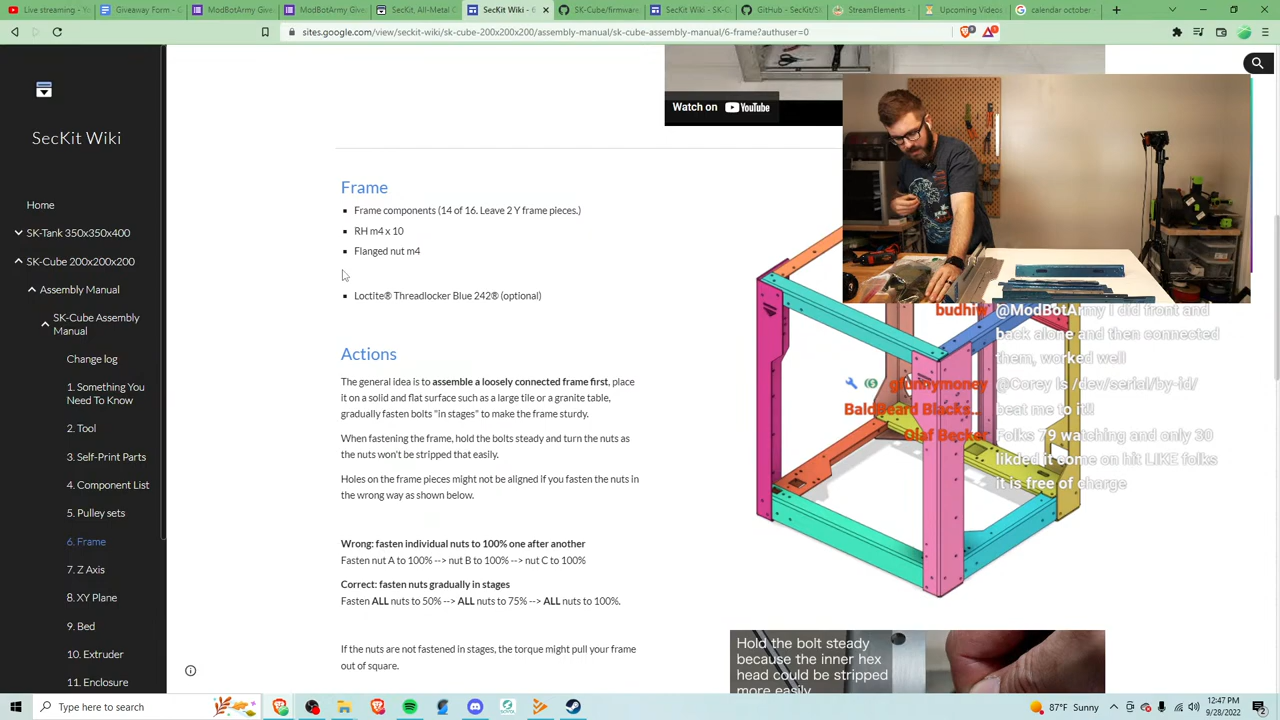 Live streaming - Yo
Giveaway Form - G
ModBotArmy Givea
ModBotArmy Givea
SecKit, All-Metal C
SecKit Wiki - 6
SK-Cube/firmware
SecKit Wiki - SK-C
GitHub - SecKit/Sk
StreamElements -
Upcoming Videos
calendar october -
sites.google.com/view/seckit-wiki/sk-cube-200x200x200/assembly-manual/sk-cube-assembly-manual/6-frame?authuser=0
SecKit Wiki
Home
SK-Tank 350x350x350
SK-Cube 200x200x200
Assembly Manual
SK-Cube Assembly
Manual
Change Log
1. Something You
Need To Know
2. Tool
3. Self-Print Parts
4. Component List
5. Pulley sets
6. Frame
7. Z Axis
8. XY Plane
9. Bed
10. Extruder
11. Enclosure
Watch on YouTube
Frame
Frame components (14 of 16. Leave 2 Y frame pieces.)
RH m4 x 10
Flanged nut m4
Loctite® Threadlocker Blue 242® (optional)
Actions
The general idea is to assemble a loosely connected frame first, place
it on a solid and flat surface such as a large tile or a granite table,
gradually fasten bolts "in stages" to make the frame sturdy.
When fastening the frame, hold the bolts steady and turn the nuts as
the nuts won't be stripped that easily.
Holes on the frame pieces might not be aligned if you fasten the nuts in
the wrong way as shown below.
Wrong: fasten individual nuts to 100% one after another
Fasten nut A to 100% --> nut B to 100% --> nut C to 100%
Correct: fasten nuts gradually in stages
Fasten ALL nuts to 50% --> ALL nuts to 75% --> ALL nuts to 100%.
If the nuts are not fastened in stages, the torque might pull your frame
out of square.
budhiw @ModBotArmy I did front and
back alone and then connected
them, worked well
gfunnymoney @Corey ls /dev/serial/by-id/
BaldBeard Blacks... beat me to it!!
Olaf Becker Folks 79 watching and only 30
likded it come on hit LIKE folks
it is free of charge
Hold the bolt steady
because the inner hex
head could be stripped
more easily
Type here to search
87°F Sunny
12:47 PM
9/28/2022
2